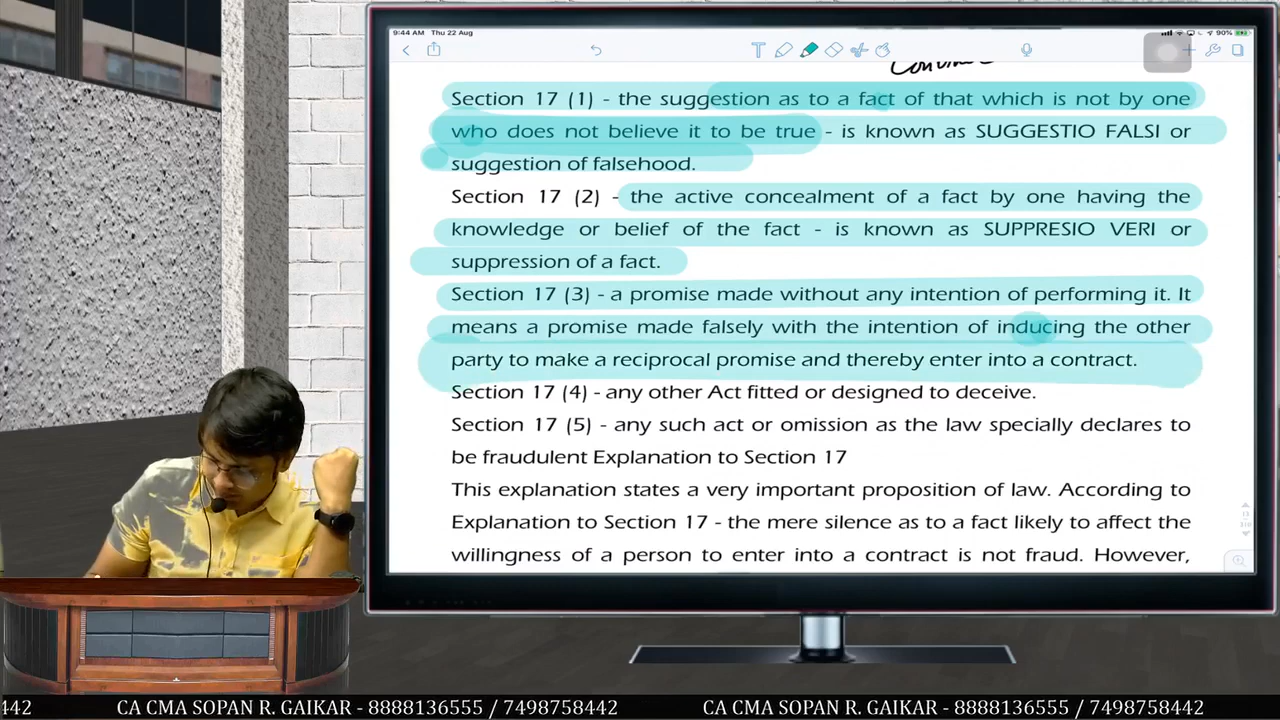 9:44 AM Thu 22 Aug
90%
Section 17 (1) - the suggestion as to a fact of that which is not by one
who does not believe it to be true - is known as SUGGESTIO FALSI or
suggestion of falsehood.
Section 17 (2) - the active concealment of a fact by one having the
knowledge or belief of the fact - is known as SUPPRESIO VERI or
suppression of a fact.
Section 17 (3) - a promise made without any intention of performing it. It
means a promise made falsely with the intention of inducing the other
party to make a reciprocal promise and thereby enter into a contract.
Section 17 (4) - any other Act fitted or designed to deceive.
Section 17 (5) - any such act or omission as the law specially declares to
be fraudulent Explanation to Section 17
This explanation states a very important proposition of law. According to
Explanation to Section 17 - the mere silence as to a fact likely to affect the
willingness of a person to enter into a contract is not fraud. However,
442 CA CMA SOPAN R. GAIKAR - 8888136555 / 7498758442 CA CMA SOPAN R. GAIKAR - 8888136555 / 7498758442